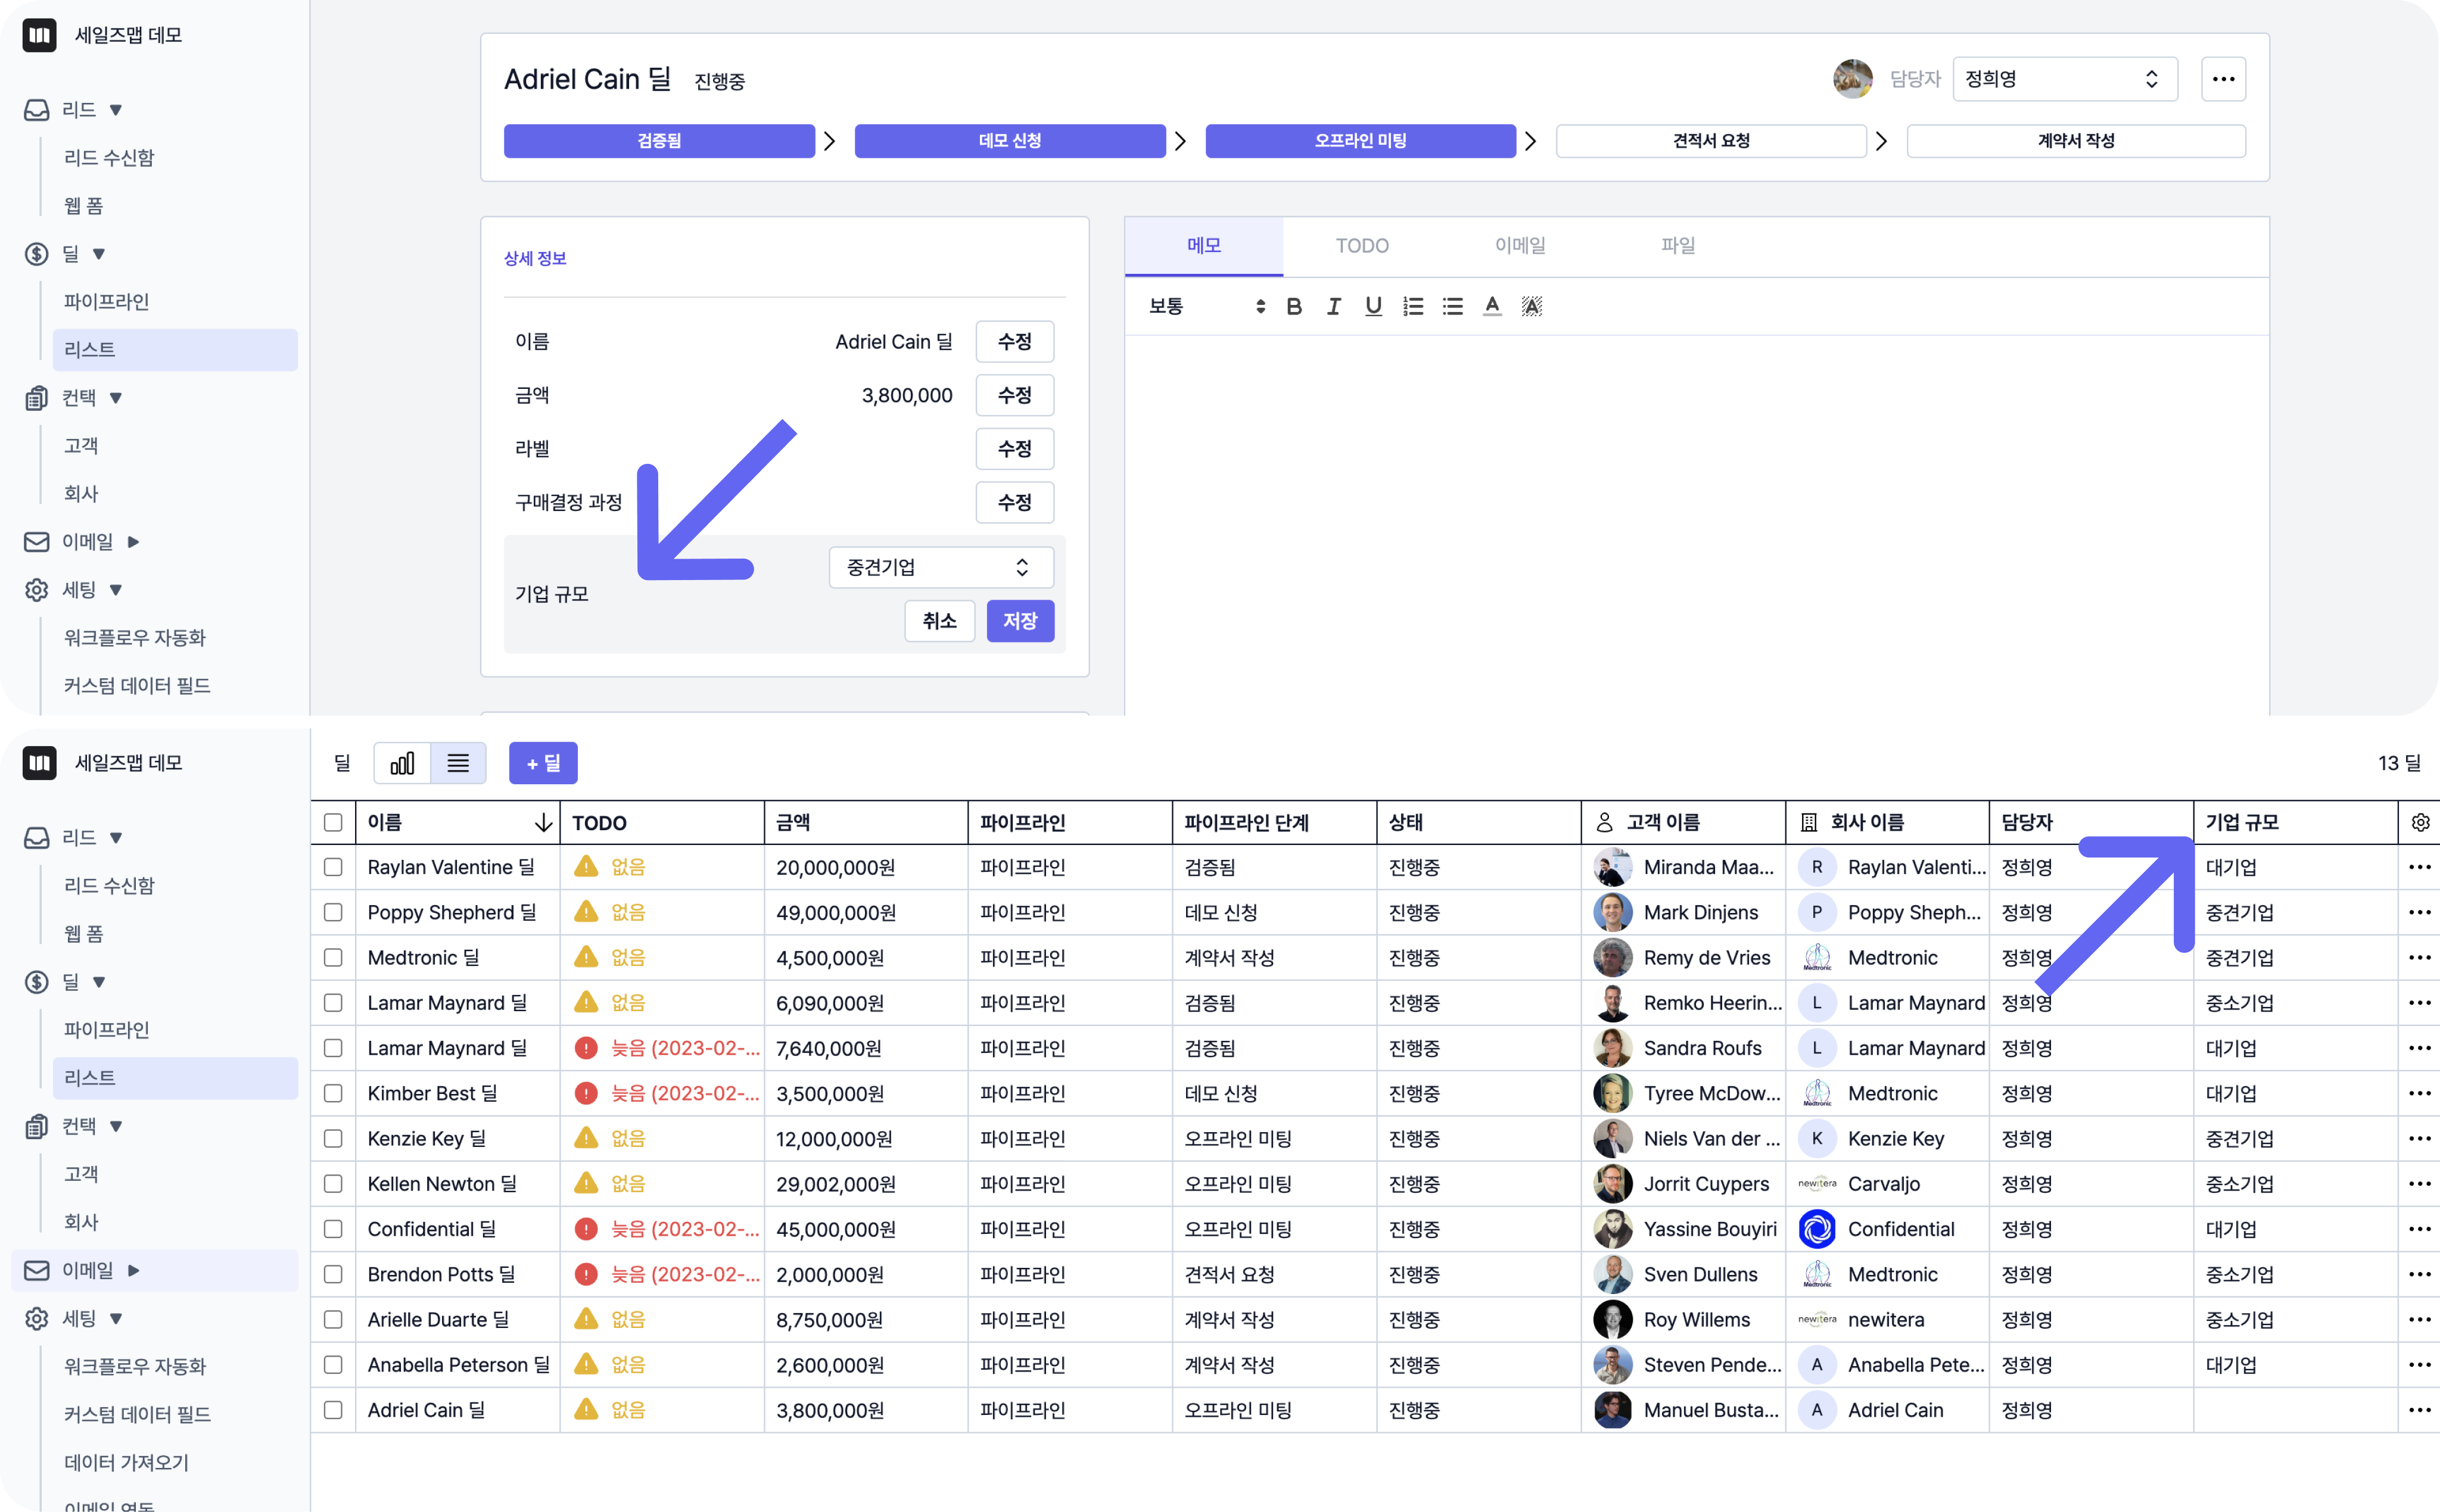 세일즈맵 데모
리드 ▼
리드 수신함
웹 폼
딜 ▼
파이프라인
리스트
컨택 ▼
고객
회사
이메일 ▶
세팅 ▼
워크플로우 자동화
커스텀 데이터 필드
Adriel Cain 딜 진행중
담당자 정희영
검증됨 데모 신청 오프라인 미팅 견적서 요청 계약서 작성
상세 정보
이름 Adriel Cain 딜 수정
금액 3,800,000 수정
라벨 수정
구매결정 과정 수정
기업 규모 중견기업
취소 저장
메모 TODO 이메일 파일
보통 B I U A A
세일즈맵 데모
리드 ▼
리드 수신함
웹 폼
딜 ▼
파이프라인
리스트
컨택 ▼
고객
회사
이메일 ▶
세팅 ▼
워크플로우 자동화
커스텀 데이터 필드
데이터 가져오기
딜 + 딜 13 딜
이름 TODO 금액 파이프라인 파이프라인 단계 상태 고객 이름 회사 이름 담당자 기업 규모
Raylan Valentine 딜 없음 20,000,000원 파이프라인 검증됨 진행중 Miranda Maa... R Raylan Valenti... 정희영 대기업
Poppy Shepherd 딜 없음 49,000,000원 파이프라인 데모 신청 진행중 Mark Dinjens P Poppy Sheph... 정희영 중견기업
Medtronic 딜 없음 4,500,000원 파이프라인 계약서 작성 진행중 Remy de Vries Medtronic Medtronic 정희영 중견기업
Lamar Maynard 딜 없음 6,090,000원 파이프라인 검증됨 진행중 Remko Heerin... L Lamar Maynard 정희영 중소기업
Lamar Maynard 딜 늦음 (2023-02-... 7,640,000원 파이프라인 검증됨 진행중 Sandra Roufs L Lamar Maynard 정희영 대기업
Kimber Best 딜 늦음 (2023-02-... 3,500,000원 파이프라인 데모 신청 진행중 Tyree McDow... Medtronic Medtronic 정희영 대기업
Kenzie Key 딜 없음 12,000,000원 파이프라인 오프라인 미팅 진행중 Niels Van der ... K Kenzie Key 정희영 중견기업
Kellen Newton 딜 없음 29,002,000원 파이프라인 오프라인 미팅 진행중 Jorrit Cuypers newitera Carvaljo 정희영 중소기업
Confidential 딜 늦음 (2023-02-... 45,000,000원 파이프라인 오프라인 미팅 진행중 Yassine Bouyiri Confidential 정희영 대기업
Brendon Potts 딜 늦음 (2023-02-... 2,000,000원 파이프라인 견적서 요청 진행중 Sven Dullens Medtronic Medtronic 정희영 중소기업
Arielle Duarte 딜 없음 8,750,000원 파이프라인 계약서 작성 진행중 Roy Willems newitera newitera 정희영 중소기업
Anabella Peterson 딜 없음 2,600,000원 파이프라인 계약서 작성 진행중 Steven Pende... A Anabella Pete... 정희영 대기업
Adriel Cain 딜 없음 3,800,000원 파이프라인 오프라인 미팅 진행중 Manuel Busta... A Adriel Cain 정희영